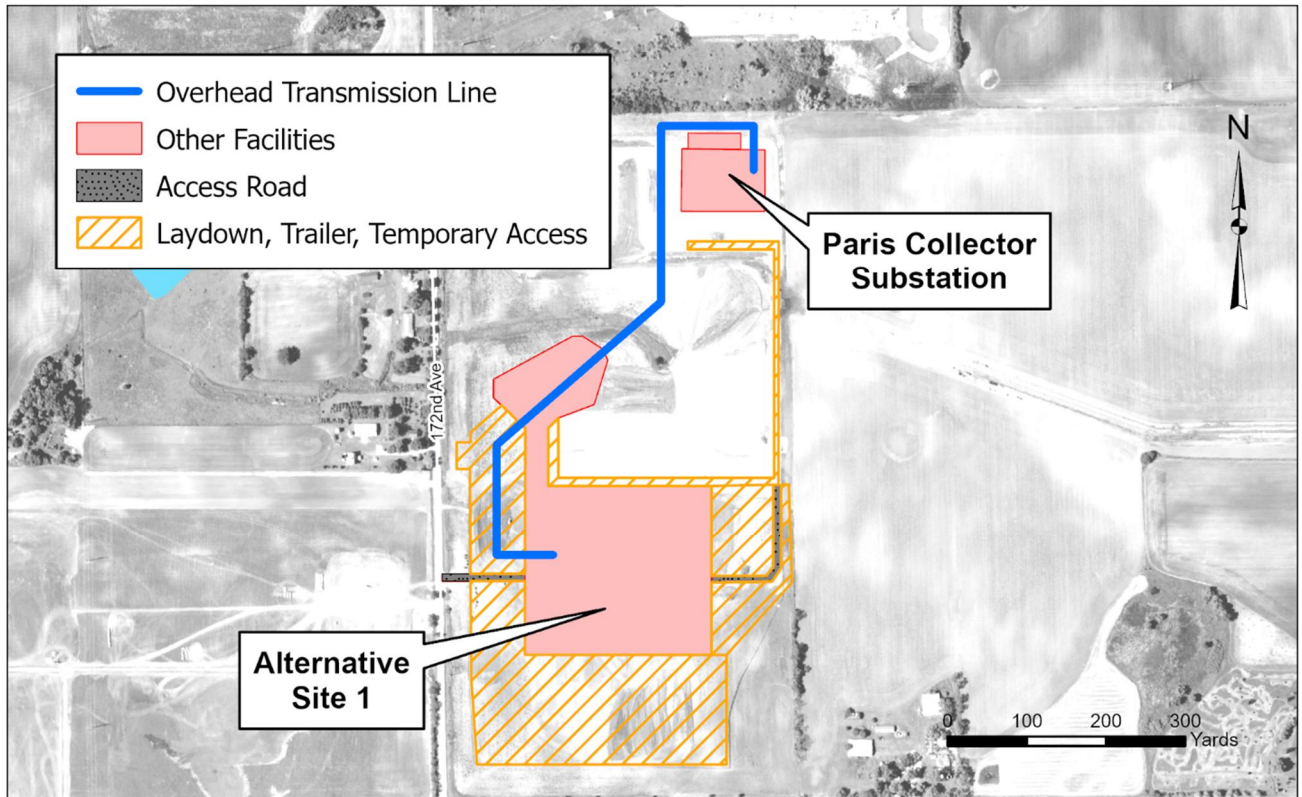 Overhead Transmission Line
Other Facilities
Access Road
Laydown, Trailer, Temporary Access
N
Paris Collector
Substation
172nd Ave
Alternative
Site 1
0 100 200 300
Yards